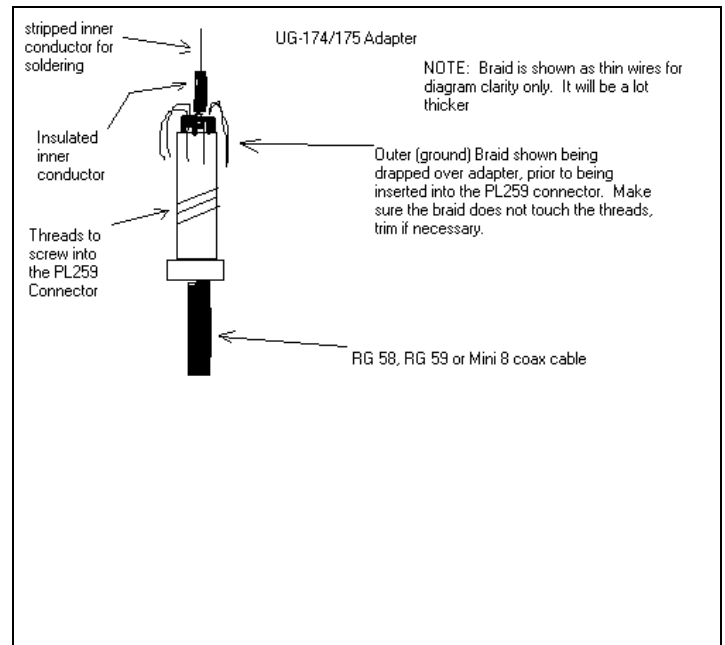 stripped inner
conductor for
soldering
UG-174/175 Adapter
NOTE: Braid is shown as thin wires for
diagram clarity only. It will be a lot
thicker
Insulated
inner
conductor
Outer (ground) Braid shown being
drapped over adapter, prior to being
inserted into the PL259 connector. Make
sure the braid does not touch the threads,
trim if necessary.
Threads to
screw into
the PL259
Connector
RG 58, RG 59 or Mini 8 coax cable